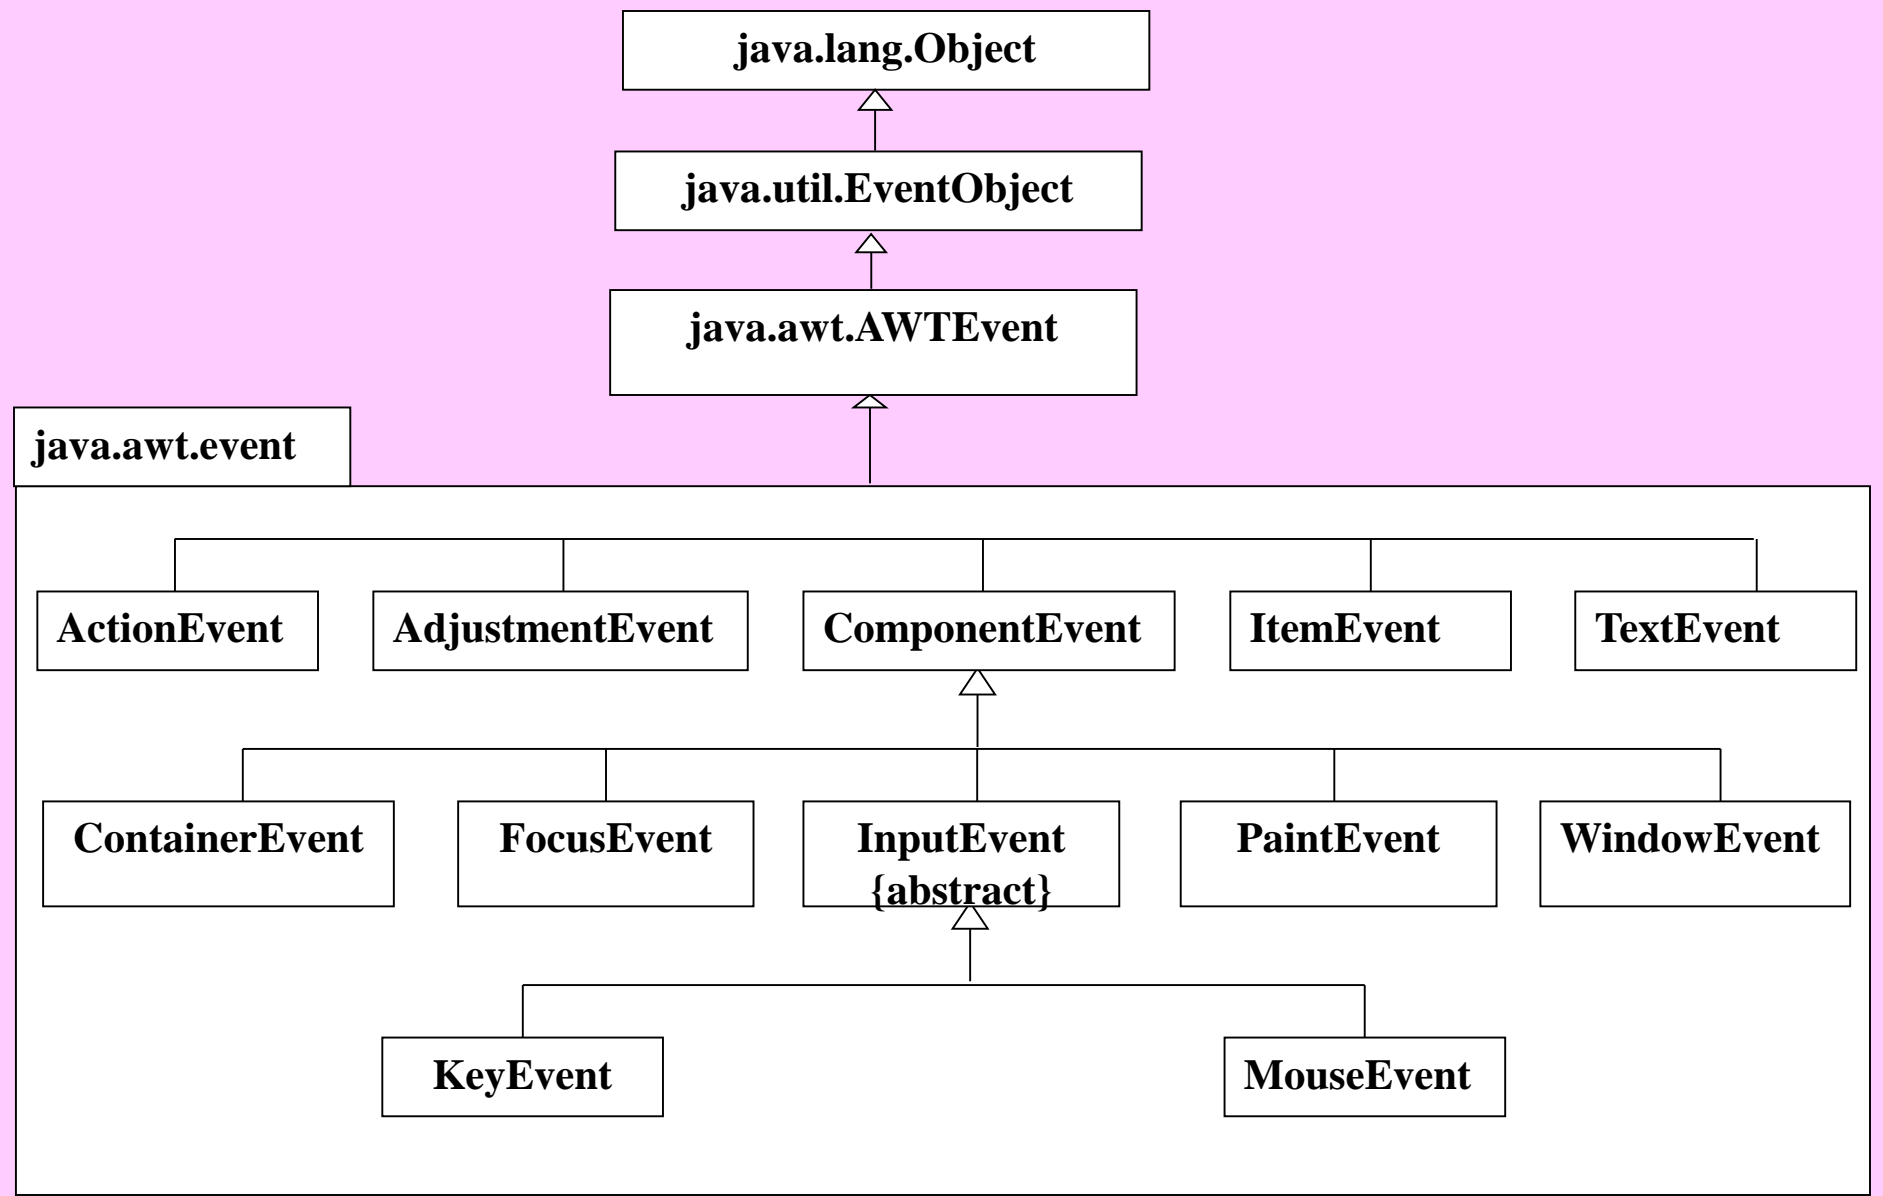 java.lang.Object
java.util.EventObject
java.awt.AWTEvent
java.awt.event
ActionEvent
AdjustmentEvent
ComponentEvent
ItemEvent
TextEvent
ContainerEvent
FocusEvent
InputEvent
{abstract}
PaintEvent
WindowEvent
KeyEvent
MouseEvent